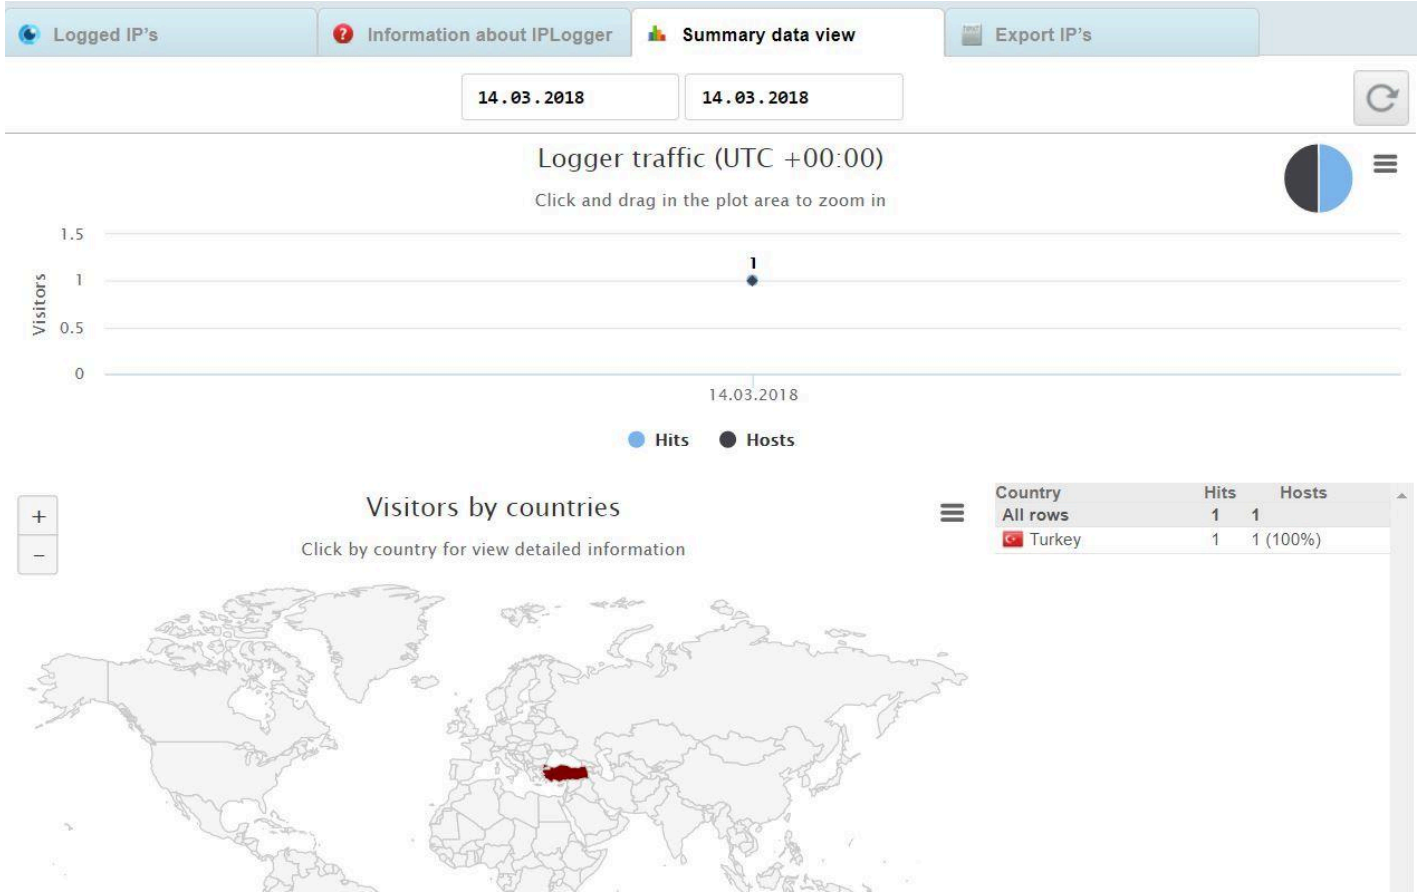 Logged IP's Information about IPLogger Summary data view Export IP's
14.03.2018 14.03.2018
Logger traffic (UTC +00:00)
Click and drag in the plot area to zoom in
1.5
1
0.5
0
Visitors
1
14.03.2018
Hits Hosts
+
−
Visitors by countries
Click by country for view detailed information
Country Hits Hosts
All rows 1 1
Turkey 1 1 (100%)